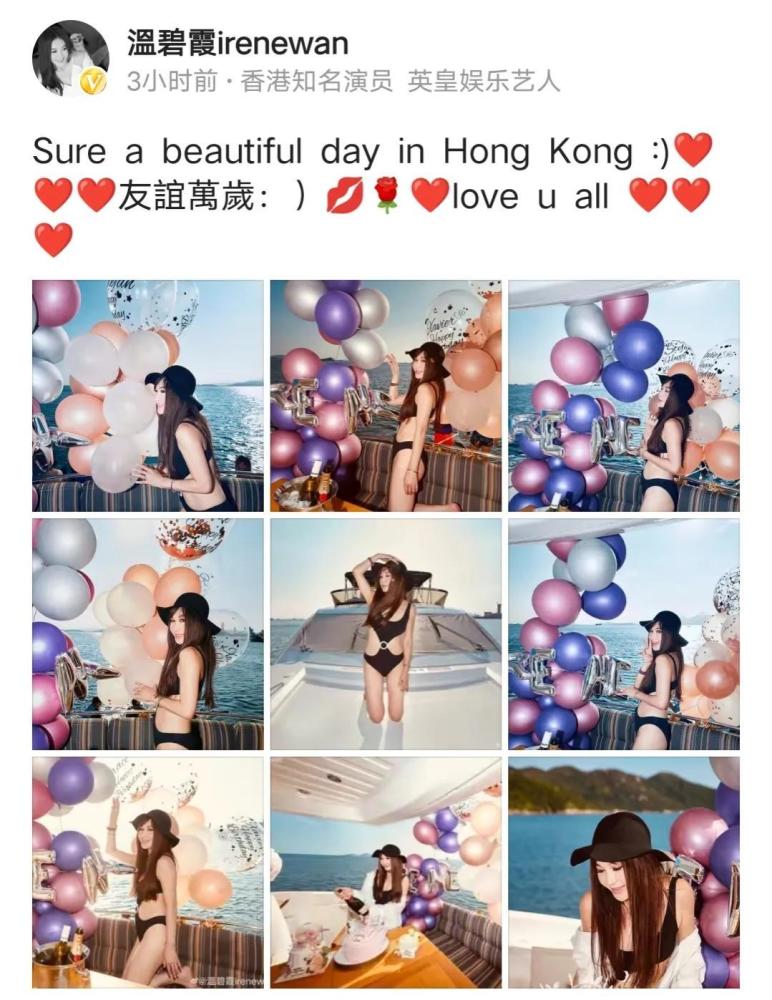 溫碧霞irenewan
3小时前·香港知名演员 英皇娱乐艺人
Sure a beautiful day in Hong Kong :)❤️
❤️❤️友誼萬歲：）💋🌹❤️love u all ❤️❤️
❤️
Xavier
Happy
@溫碧霞irenew